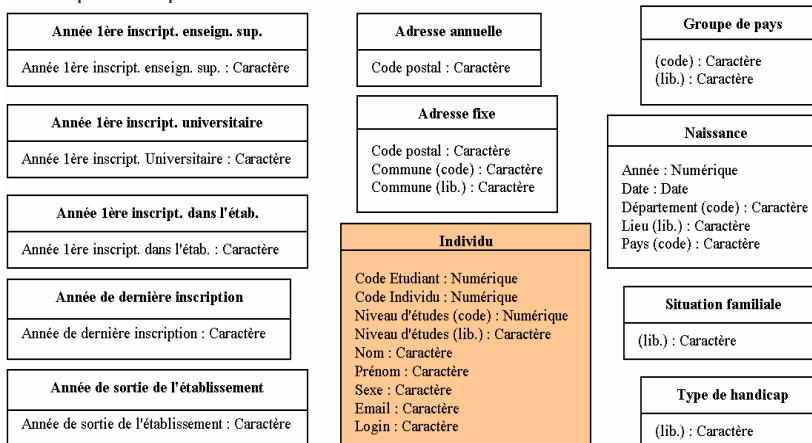 Année 1ère inscript. enseign. sup.
Année 1ère inscript. enseign. sup. : Caractère
Année 1ère inscript. universitaire
Année 1ère inscript. Universitaire : Caractère
Année 1ère inscript. dans l'étab.
Année 1ère inscript. dans l'étab. : Caractère
Année de dernière inscription
Année de dernière inscription : Caractère
Année de sortie de l'établissement
Année de sortie de l'établissement : Caractère
Adresse annuelle
Code postal : Caractère
Adresse fixe
Code postal : Caractère
Commune (code) : Caractère
Commune (lib.) : Caractère
Individu
Code Etudiant : Numérique
Code Individu : Numérique
Niveau d'études (code) : Numérique
Niveau d'études (lib.) : Caractère
Nom : Caractère
Prénom : Caractère
Sexe : Caractère
Email : Caractère
Login : Caractère
Groupe de pays
(code) : Caractère
(lib.) : Caractère
Naissance
Année : Numérique
Date : Date
Département (code) : Caractère
Lieu (lib.) : Caractère
Pays (code) : Caractère
Situation familiale
(lib.) : Caractère
Type de handicap
(lib.) : Caractère